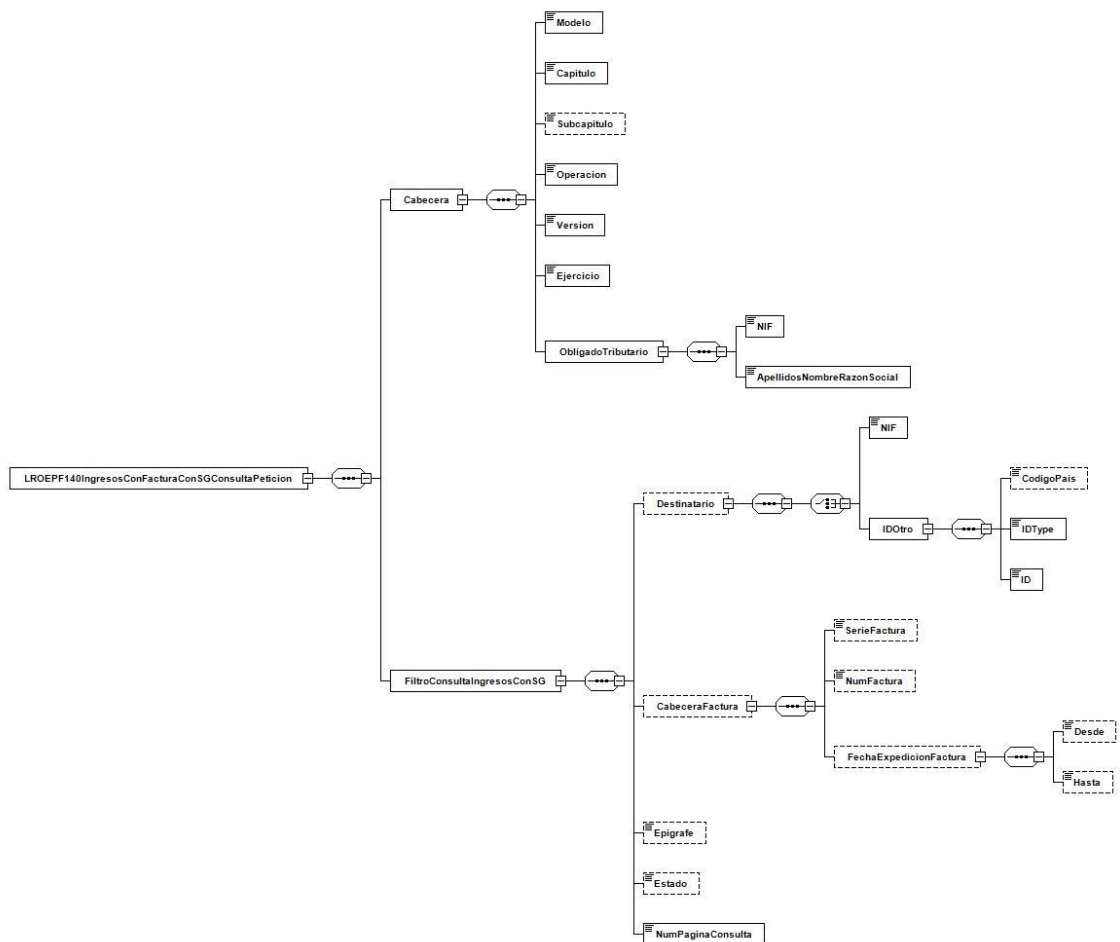 Modelo
Capitulo
Subcapitulo
Operacion
Cabecera
Version
Ejercicio
NIF
ObligadoTributario
ApellidosNombreRazonSocial
NIF
LROEPF140IngresosConFacturaConSGConsultaPeticion
CodigoPais
Destinatario
IDOtro
IDType
ID
SerieFactura
FiltroConsultaIngresosConSG
NumFactura
CabeceraFactura
Desde
FechaExpedicionFactura
Hasta
Epigrafe
Estado
NumPaginaConsulta